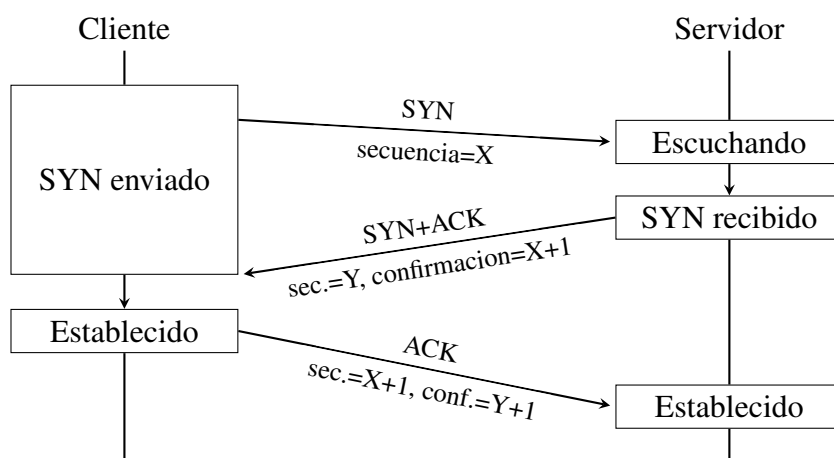 Cliente
Servidor
SYN
secuencia=X
Escuchando
SYN enviado
SYN recibido
SYN+ACK
sec.=Y, confirmacion=X+1
Establecido
ACK
sec.=X+1, conf.=Y+1
Establecido